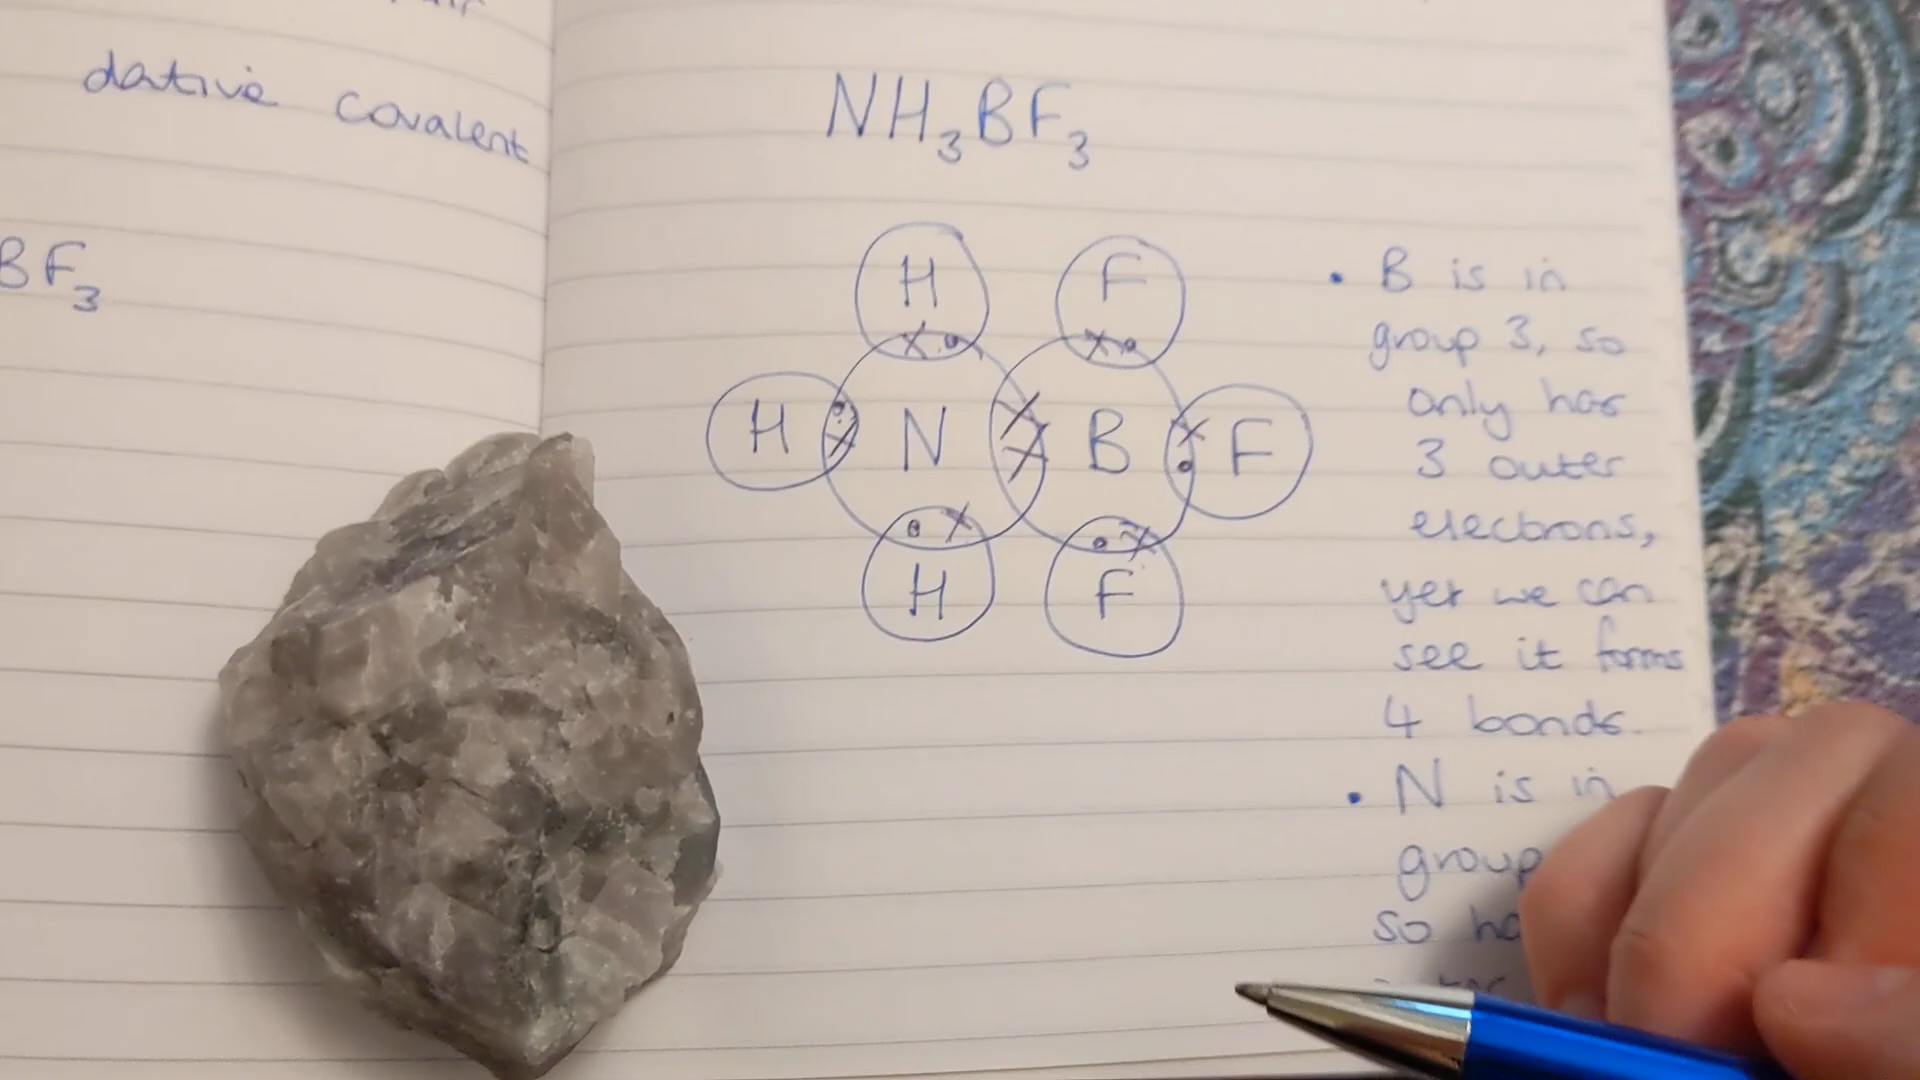 dative covalent
BF3
NH3BF3
H F
H N B F
H F
• B is in
group 3, so
only has
3 outer
electrons,
yet we can
see it forms
4 bonds.
• N is in
group
so